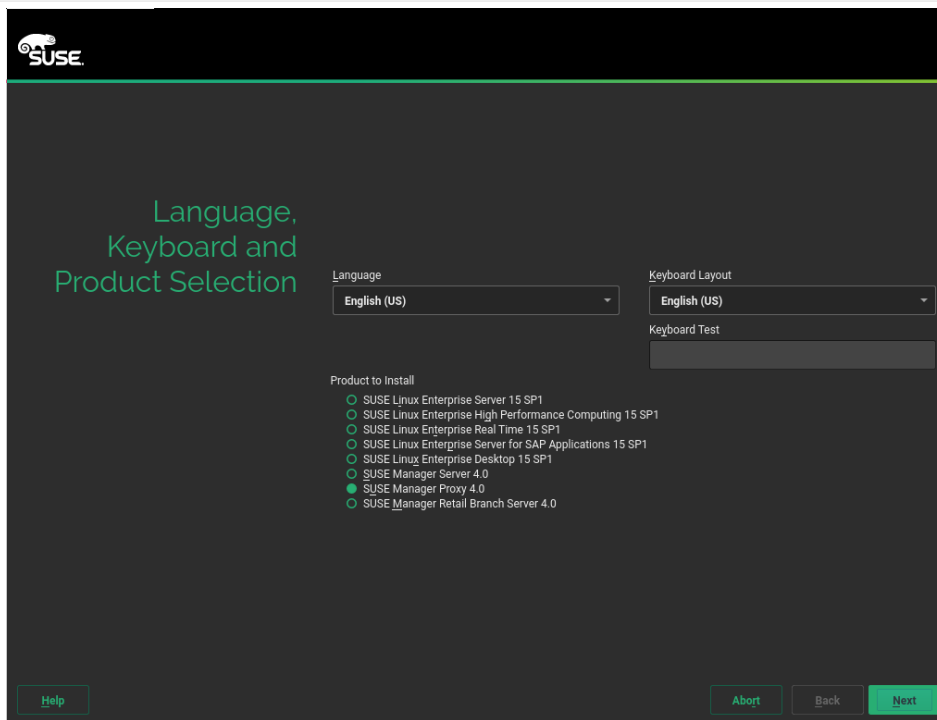 SUSE.
Language,
Keyboard and
Product Selection
Language
Keyboard Layout
English (US)
English (US)
Keyboard Test
Product to Install
SUSE Linux Enterprise Server 15 SP1
SUSE Linux Enterprise High Performance Computing 15 SP1
SUSE Linux Enterprise Real Time 15 SP1
SUSE Linux Enterprise Server for SAP Applications 15 SP1
SUSE Linux Enterprise Desktop 15 SP1
SUSE Manager Server 4.0
SUSE Manager Proxy 4.0
SUSE Manager Retail Branch Server 4.0
Help
Abort
Back
Next